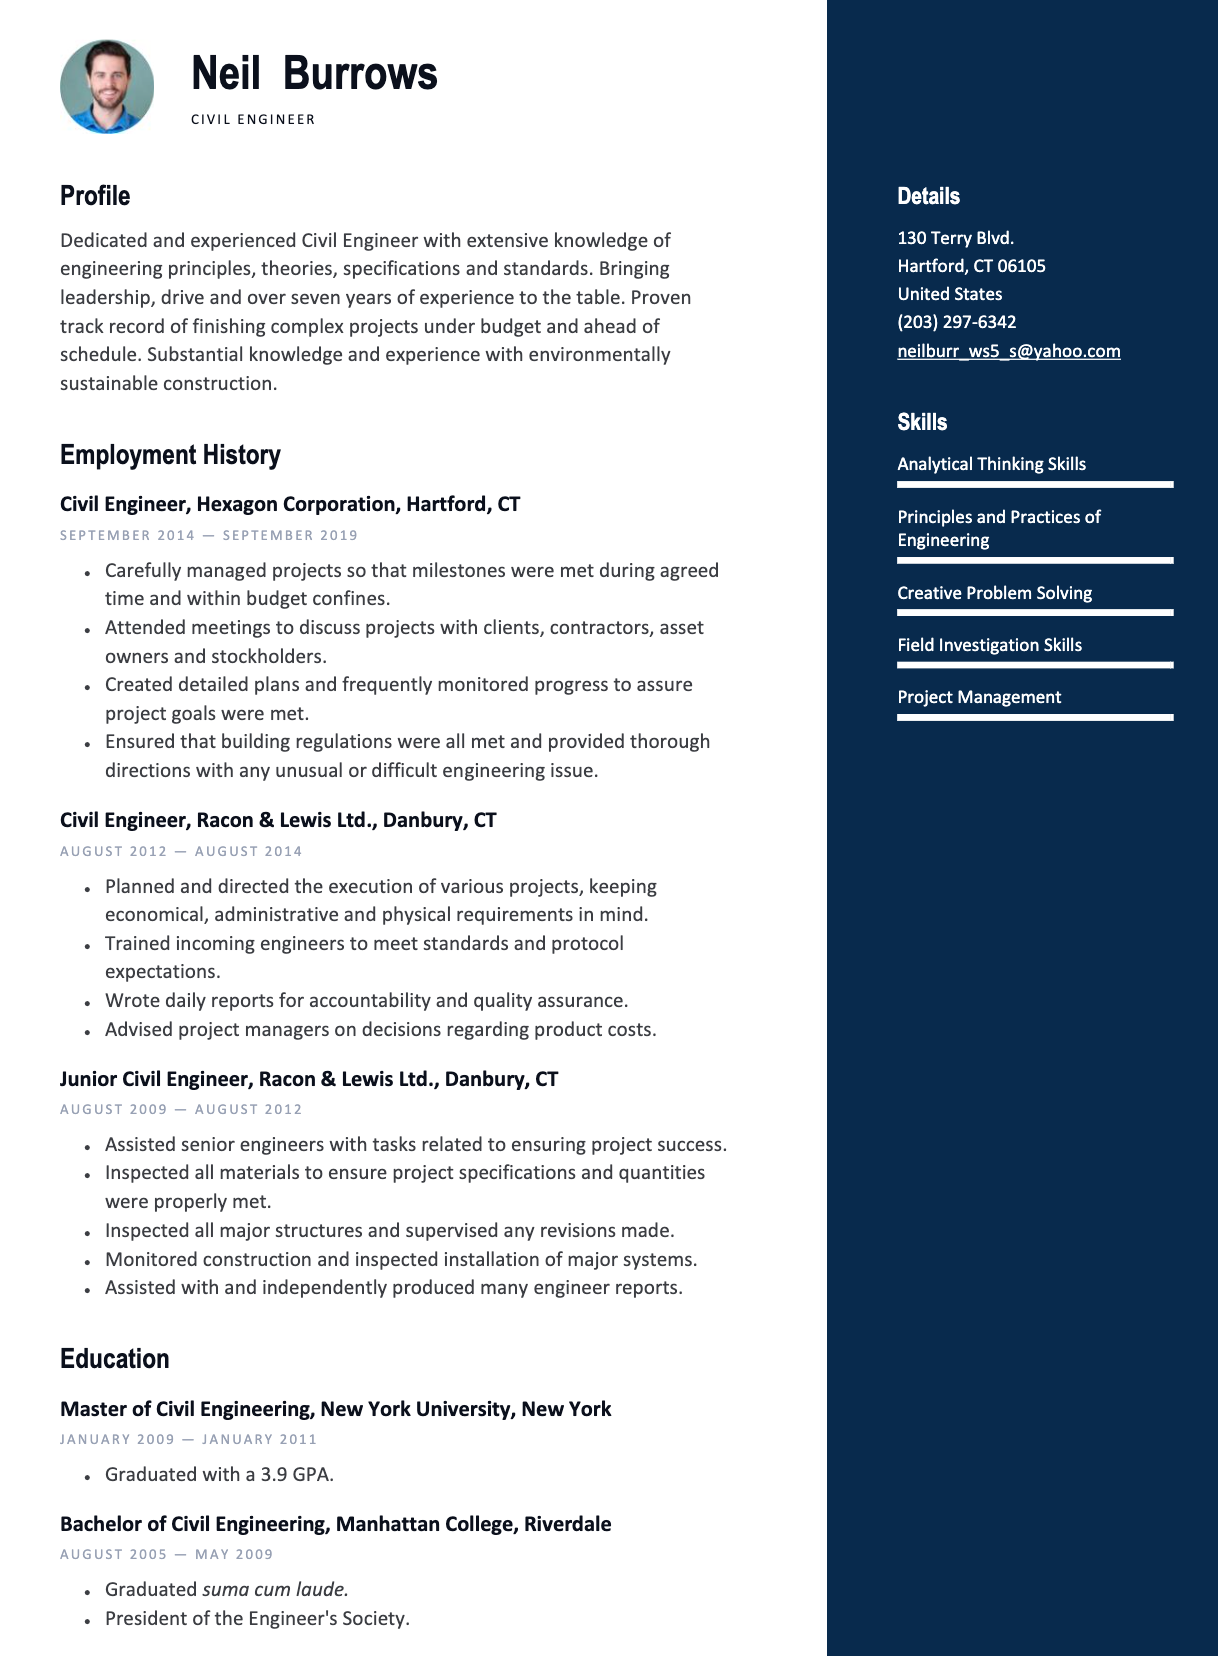 Neil Burrows
CIVIL ENGINEER
Profile
Dedicated and experienced Civil Engineer with extensive knowledge of
engineering principles, theories, specifications and standards. Bringing
leadership, drive and over seven years of experience to the table. Proven
track record of finishing complex projects under budget and ahead of
schedule. Substantial knowledge and experience with environmentally
sustainable construction.
Employment History
Civil Engineer, Hexagon Corporation, Hartford, CT
SEPTEMBER 2014 — SEPTEMBER 2019
• Carefully managed projects so that milestones were met during agreed
time and within budget confines.
• Attended meetings to discuss projects with clients, contractors, asset
owners and stockholders.
• Created detailed plans and frequently monitored progress to assure
project goals were met.
• Ensured that building regulations were all met and provided thorough
directions with any unusual or difficult engineering issue.
Civil Engineer, Racon & Lewis Ltd., Danbury, CT
AUGUST 2012 — AUGUST 2014
• Planned and directed the execution of various projects, keeping
economical, administrative and physical requirements in mind.
• Trained incoming engineers to meet standards and protocol
expectations.
• Wrote daily reports for accountability and quality assurance.
• Advised project managers on decisions regarding product costs.
Junior Civil Engineer, Racon & Lewis Ltd., Danbury, CT
AUGUST 2009 — AUGUST 2012
• Assisted senior engineers with tasks related to ensuring project success.
• Inspected all materials to ensure project specifications and quantities
were properly met.
• Inspected all major structures and supervised any revisions made.
• Monitored construction and inspected installation of major systems.
• Assisted with and independently produced many engineer reports.
Education
Master of Civil Engineering, New York University, New York
JANUARY 2009 — JANUARY 2011
• Graduated with a 3.9 GPA.
Bachelor of Civil Engineering, Manhattan College, Riverdale
AUGUST 2005 — MAY 2009
• Graduated suma cum laude.
• President of the Engineer's Society.
Details
130 Terry Blvd.
Hartford, CT 06105
United States
(203) 297-6342
neilburr_ws5_s@yahoo.com
Skills
Analytical Thinking Skills
Principles and Practices of
Engineering
Creative Problem Solving
Field Investigation Skills
Project Management